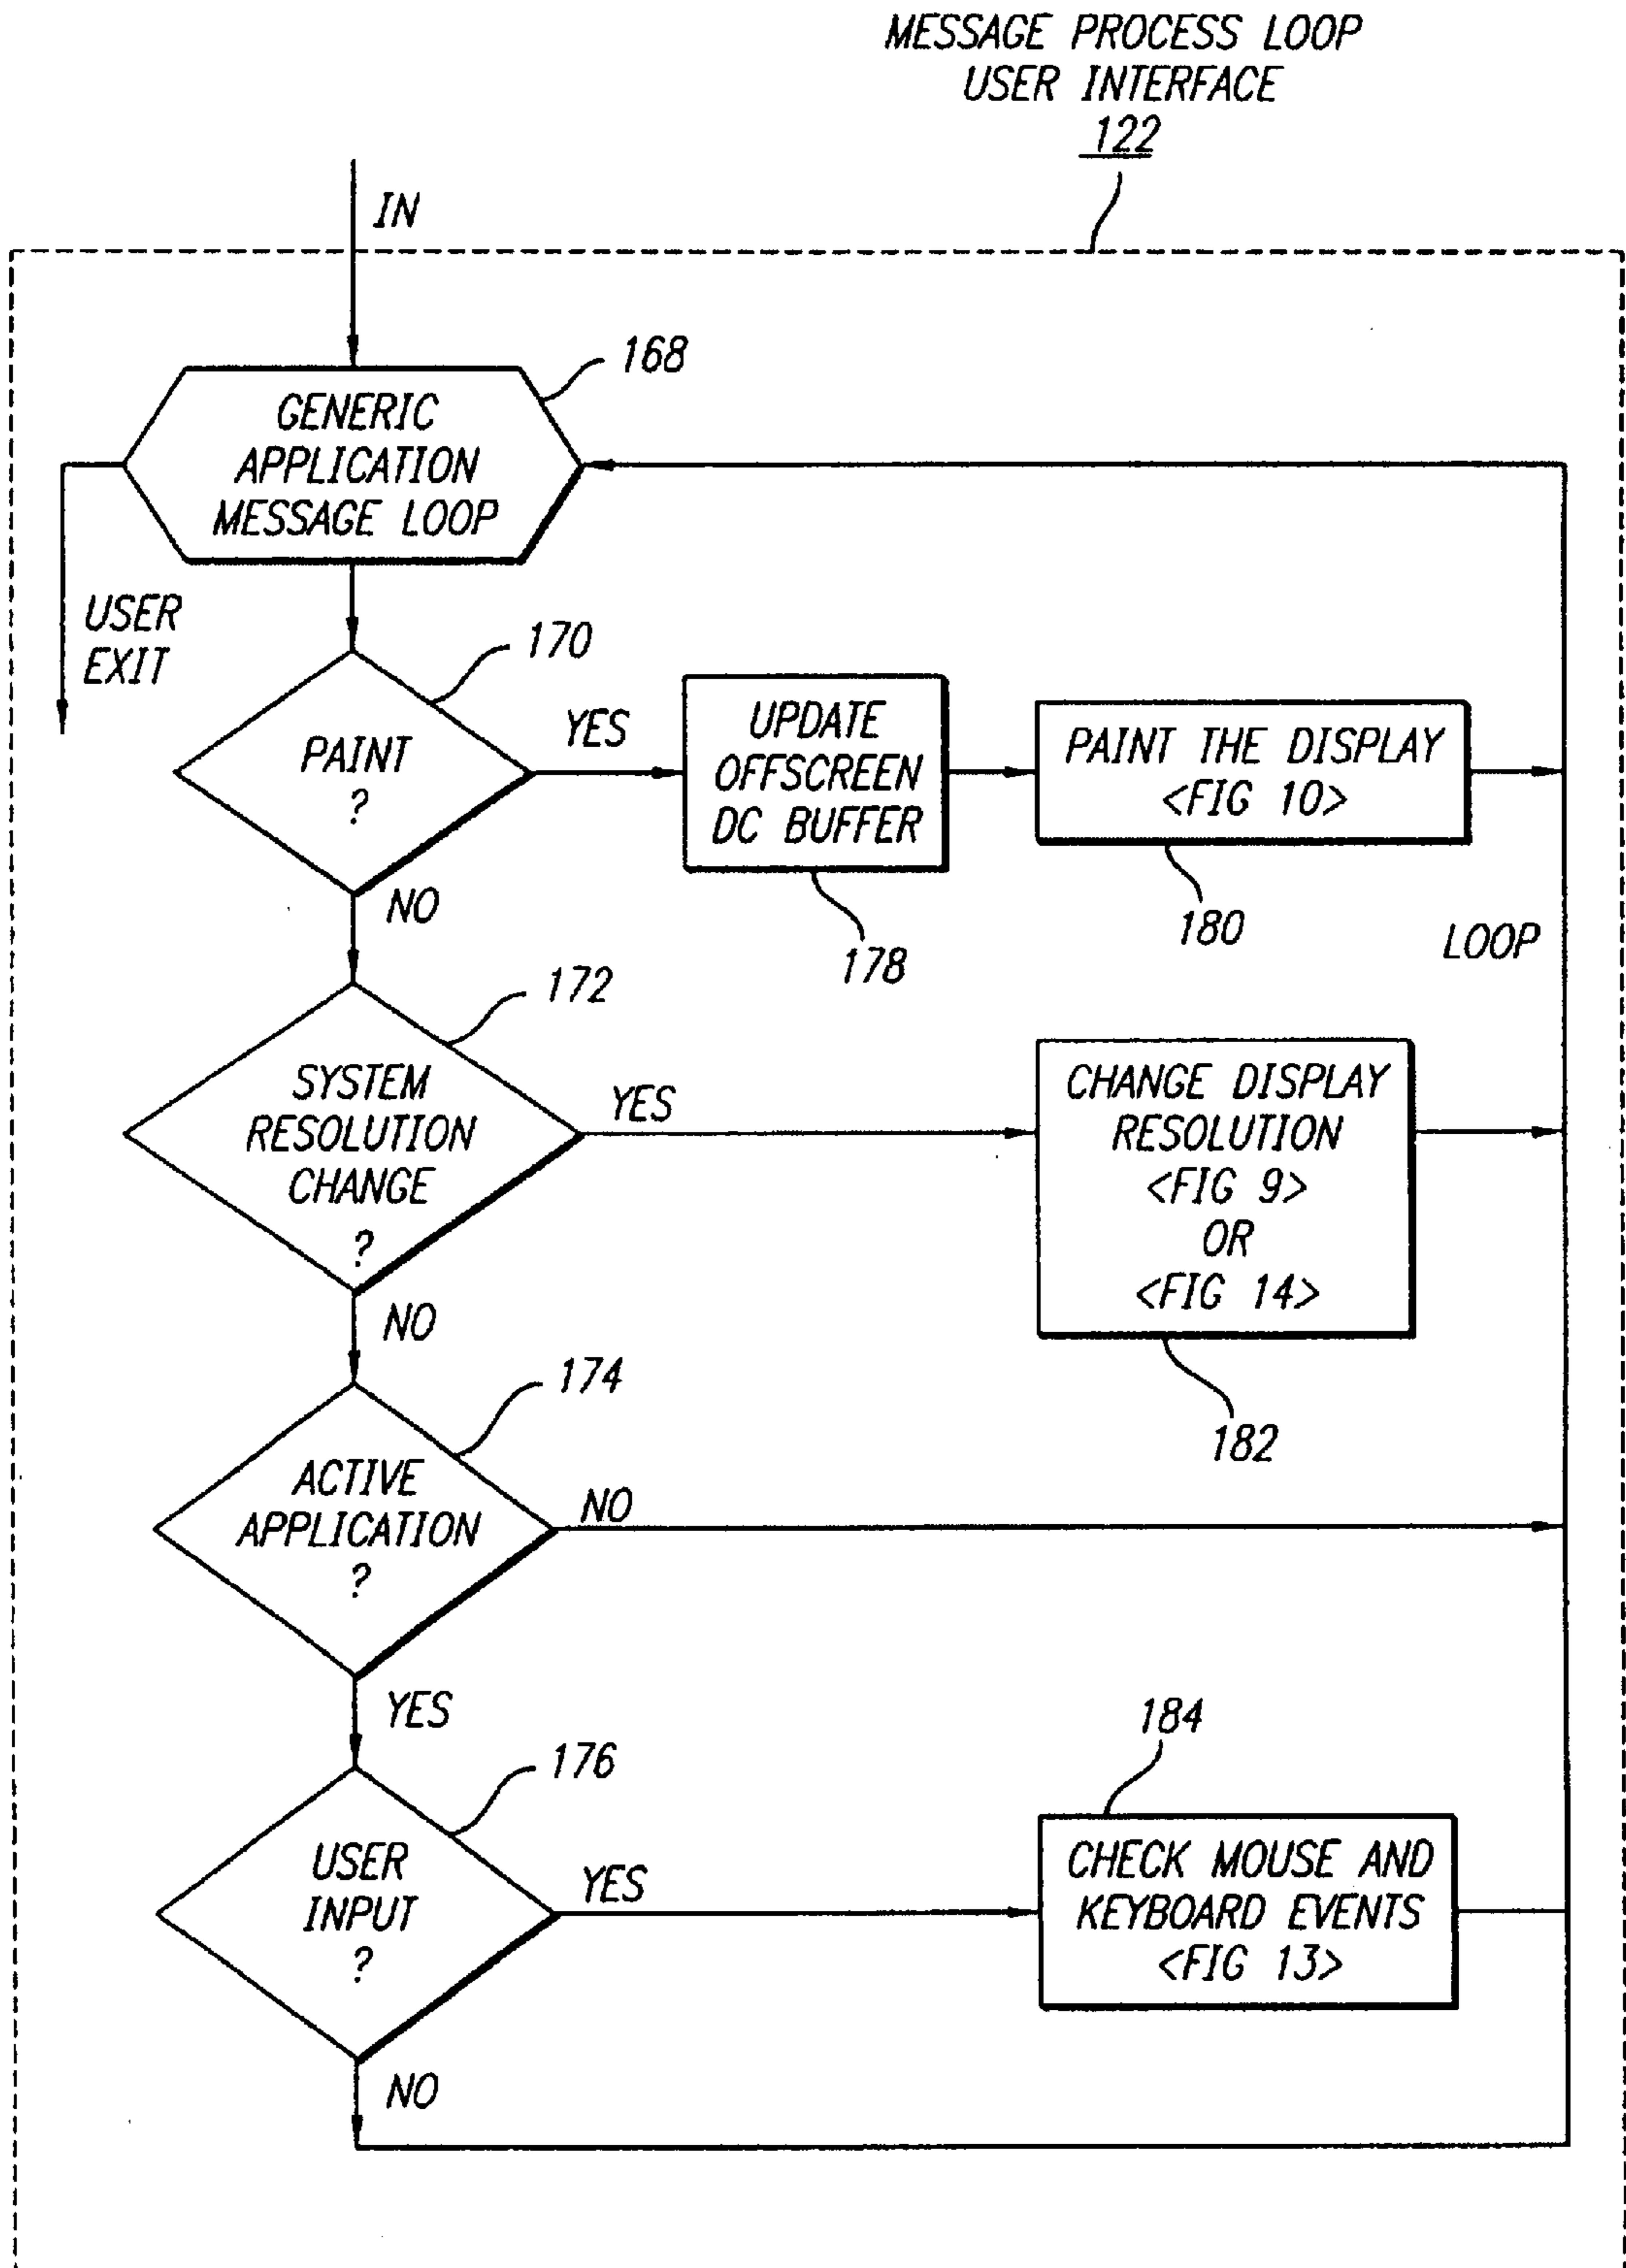 MESSAGE PROCESS LOOP
USER INTERFACE
122
IN
168
GENERIC
APPLICATION
MESSAGE LOOP
USER
EXIT
170
PAINT
?
YES
UPDATE
OFFSCREEN
DC BUFFER
178
PAINT THE DISPLAY
<FIG 10>
180
LOOP
NO
172
SYSTEM
RESOLUTION
CHANGE
?
YES
CHANGE DISPLAY
RESOLUTION
<FIG 9>
OR
<FIG 14>
182
NO
174
ACTIVE
APPLICATION
?
NO
YES
176
USER
INPUT
?
YES
184
CHECK MOUSE AND
KEYBOARD EVENTS
<FIG 13>
NO